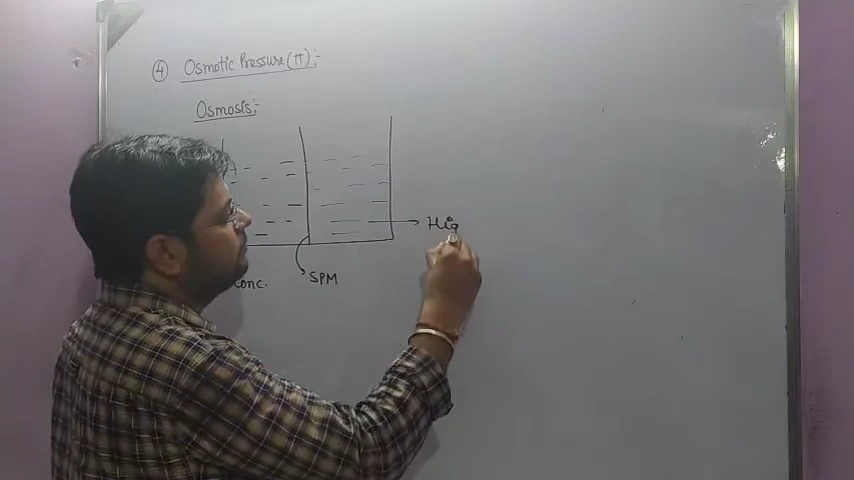 ④ Osmotic Pressure (π):-
Osmosis:-
Hig
conc.
SPM